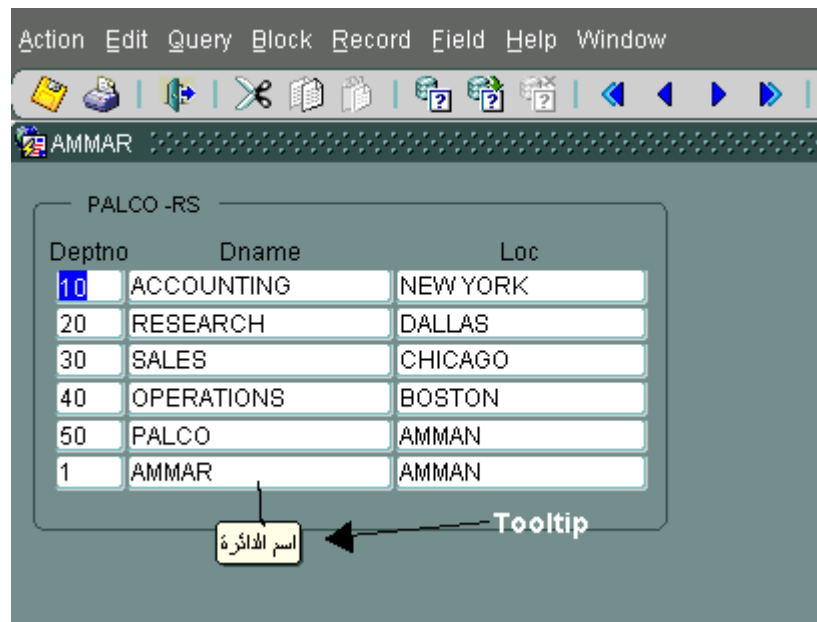 Action Edit Query Block Record Field Help Window
AMMAR
PALCO -RS
Deptno Dname Loc
10 ACCOUNTING NEW YORK
20 RESEARCH DALLAS
30 SALES CHICAGO
40 OPERATIONS BOSTON
50 PALCO AMMAN
1 AMMAR AMMAN
Tooltip
اسم الدائرة